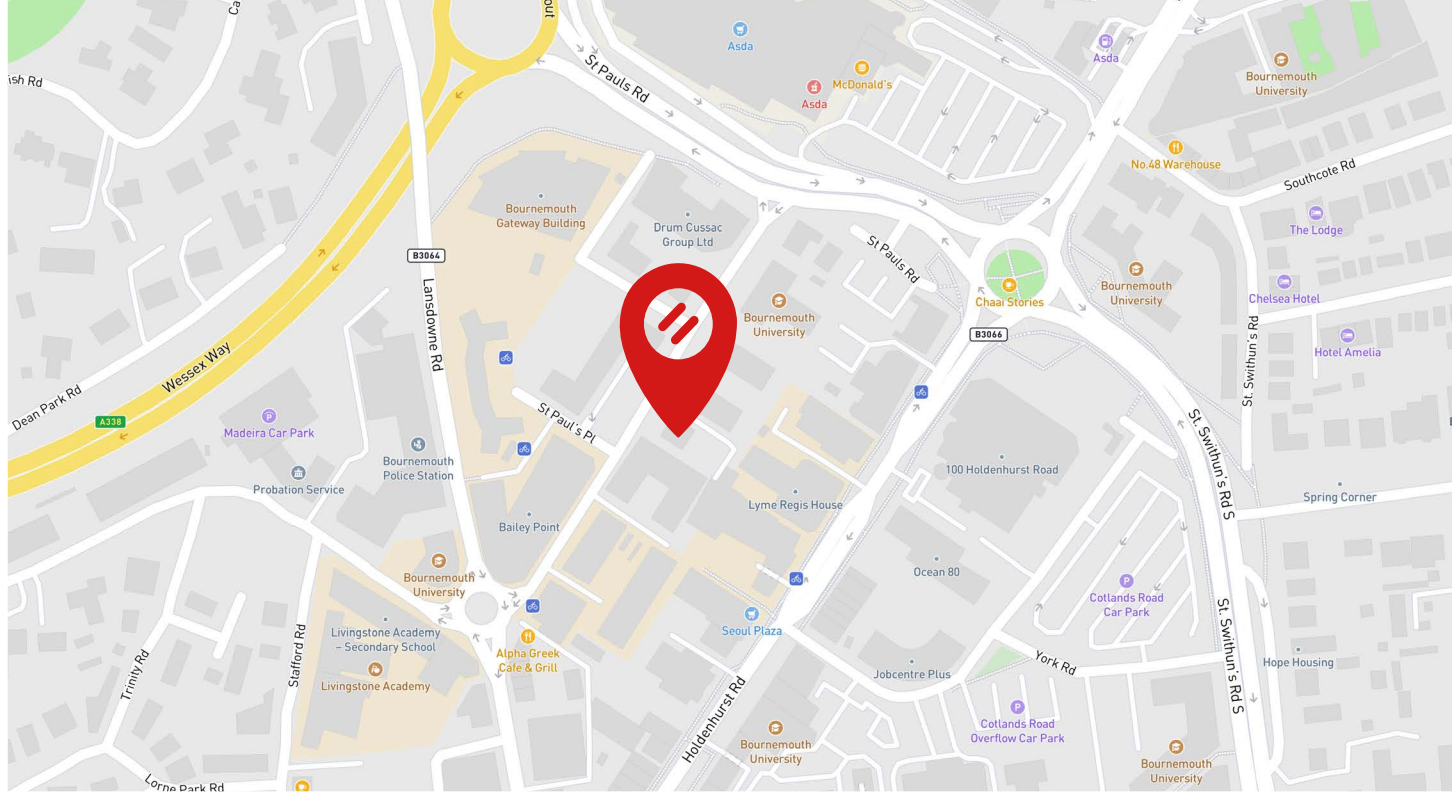 out
Ca
St Pauls Rd
Asda
Asda
McDonald's
Asda
Bournemouth
University
ish Rd
No.48 Warehouse
Southcote Rd
Bournemouth
Gateway Building
Drum Cussac
Group Ltd
The Lodge
St Pauls Rd
B3064
Lansdowne Rd
Bournemouth
University
Chaai Stories
Bournemouth
University
Chelsea Hotel
B3066
Hotel Amelia
St. Swithun's Rd
Wessex Way
Dean Park Rd
A338
Madeira Car Park
P
St Paul's Pl
Bournemouth
Police Station
Probation Service
100 Holdenhurst Road
St. Swithun's Rd S
Lyme Regis House
Spring Corner
Bailey Point
Bournemouth
University
Ocean 80
P
Cotlands Road
Car Park
Livingstone Academy
– Secondary School
Livingstone Academy
Alpha Greek
Cafe & Grill
Seoul Plaza
St. Swithun's Rd S
Stafford Rd
Trinity Rd
York Rd
Hope Housing
Jobcentre Plus
Holdenhurst Rd
P
Cotlands Road
Overflow Car Park
Bournemouth
University
Bournemouth
University
Lorne Park Rd